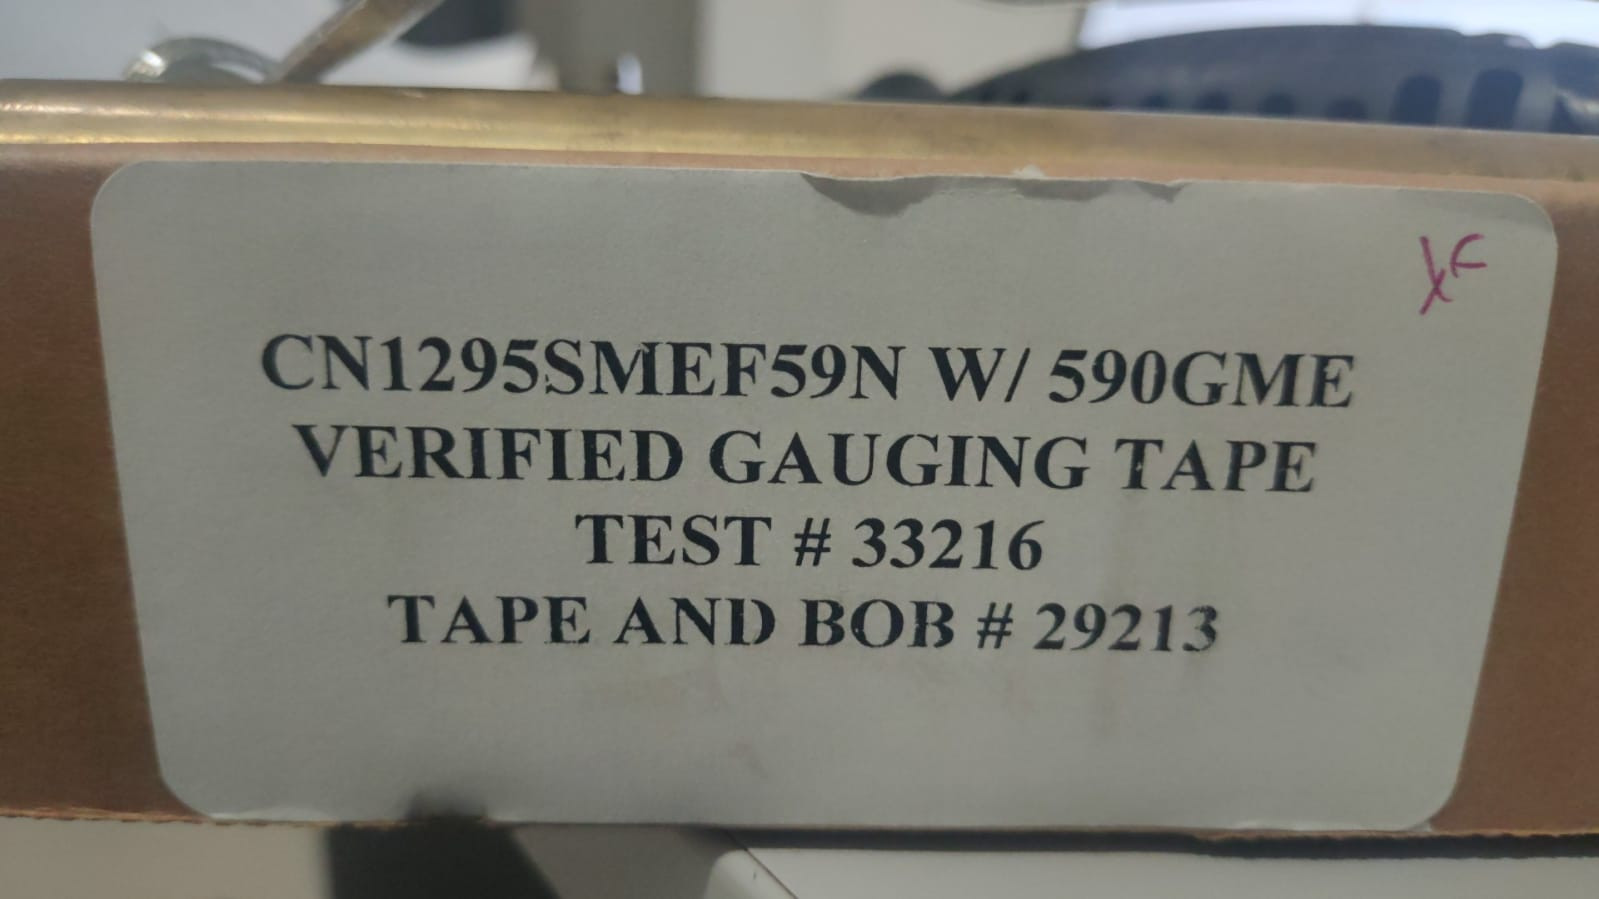 CN1295SMEF59N W/ 590GME
VERIFIED GAUGING TAPE
TEST # 33216
TAPE AND BOB # 29213